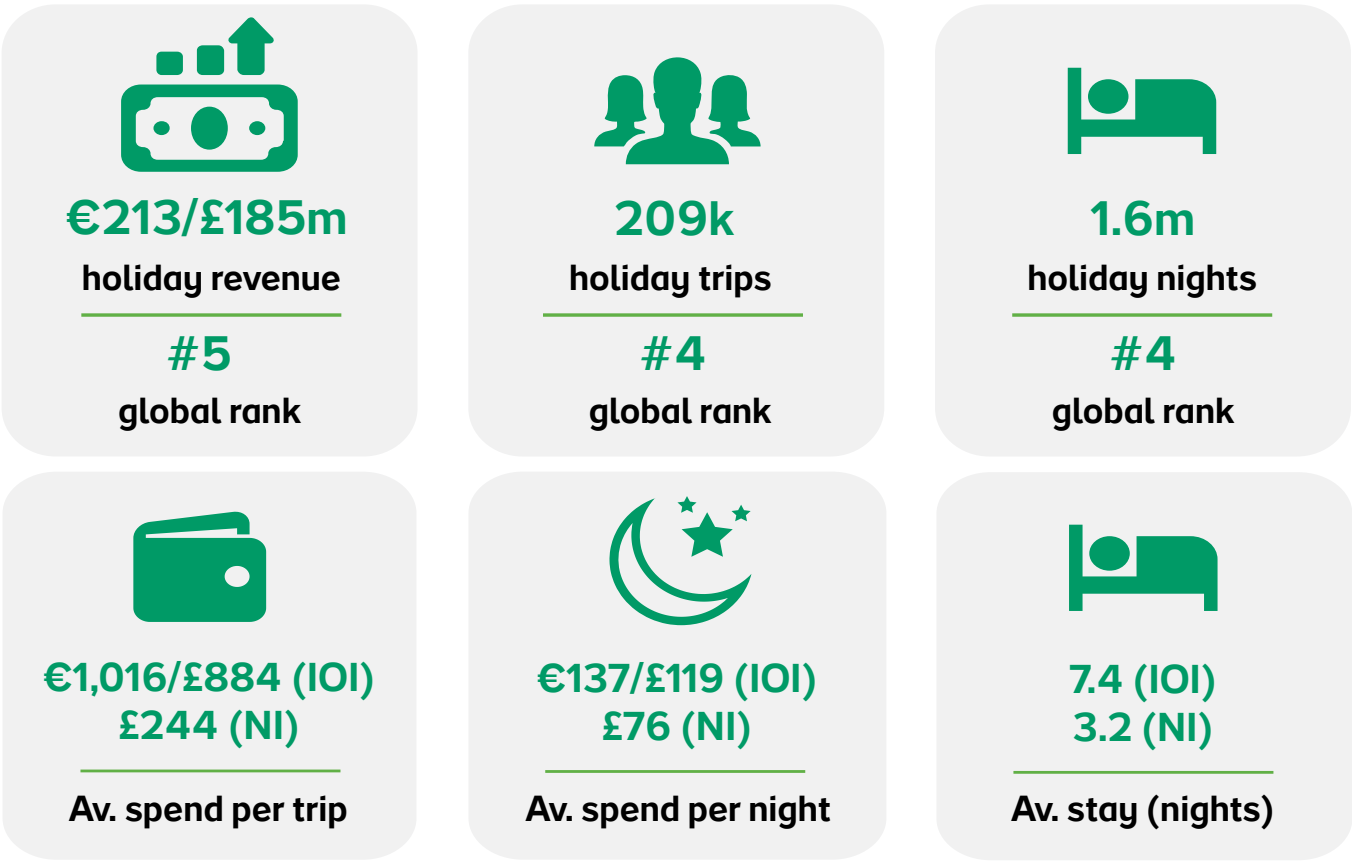 €213/£185m
holiday revenue
#5
global rank
209k
holiday trips
#4
global rank
1.6m
holiday nights
#4
global rank
€1,016/£884 (IOI)
£244 (NI)
Av. spend per trip
€137/£119 (IOI)
£76 (NI)
Av. spend per night
7.4 (IOI)
3.2 (NI)
Av. stay (nights)